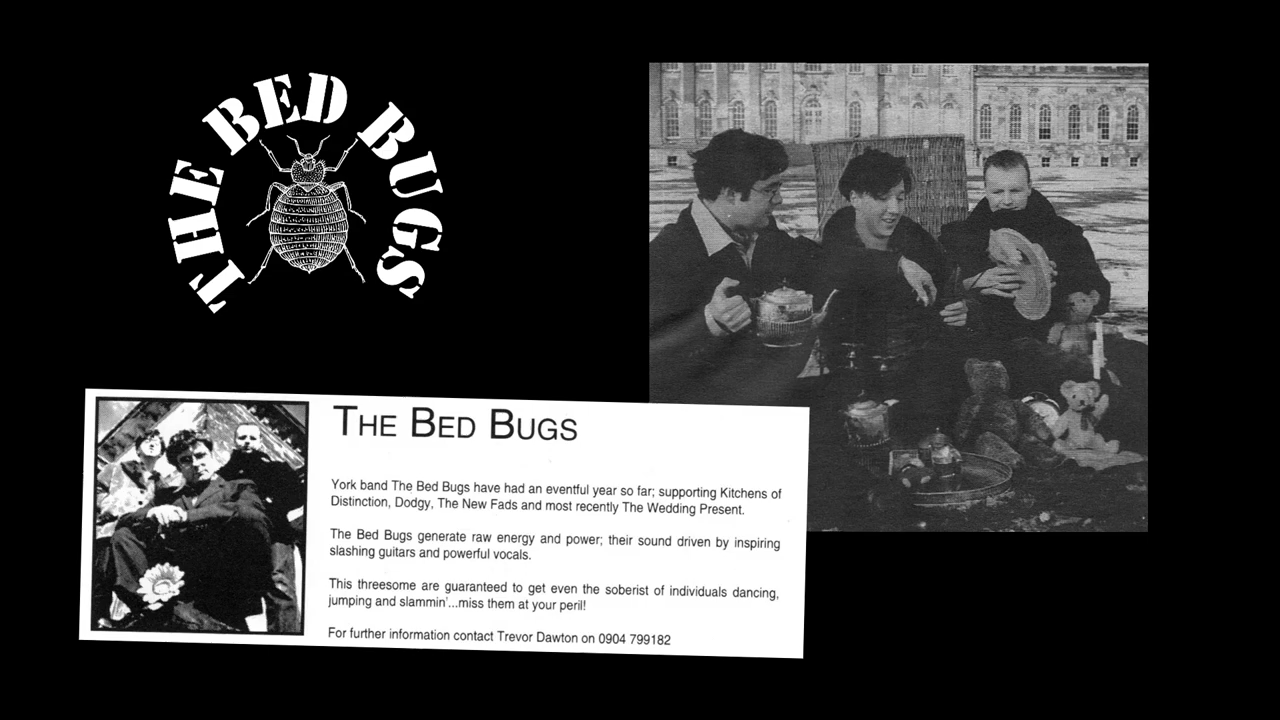 THE BED BUGS
THE BED BUGS
York band The Bed Bugs have had an eventful year so far; supporting Kitchens of
Distinction, Dodgy, The New Fads and most recently The Wedding Present.
The Bed Bugs generate raw energy and power; their sound driven by inspiring
slashing guitars and powerful vocals.
This threesome are guaranteed to get even the soberist of individuals dancing,
jumping and slammin'...miss them at your peril!
For further information contact Trevor Dawton on 0904 799182